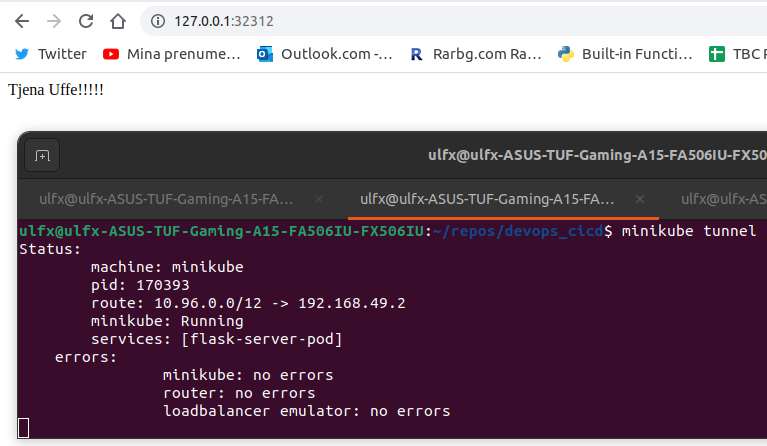 127.0.0.1:32312
Twitter Mina prenume... Outlook.com -... Rarbg.com Ra... Built-in Functi... TBC
Tjena Uffe!!!!!
ulfx@ulfx-ASUS-TUF-Gaming-A15-FA506IU-FX50
ulfx@ulfx-ASUS-TUF-Gaming-A15-FA... × ulfx@ulfx-ASUS-TUF-Gaming-A15-FA... × ulfx@ulfx-AS
ulfx@ulfx-ASUS-TUF-Gaming-A15-FA506IU-FX506IU:~/repos/devops_cicd$ minikube tunnel
Status:
machine: minikube
pid: 170393
route: 10.96.0.0/12 -> 192.168.49.2
minikube: Running
services: [flask-server-pod]
errors:
minikube: no errors
router: no errors
loadbalancer emulator: no errors